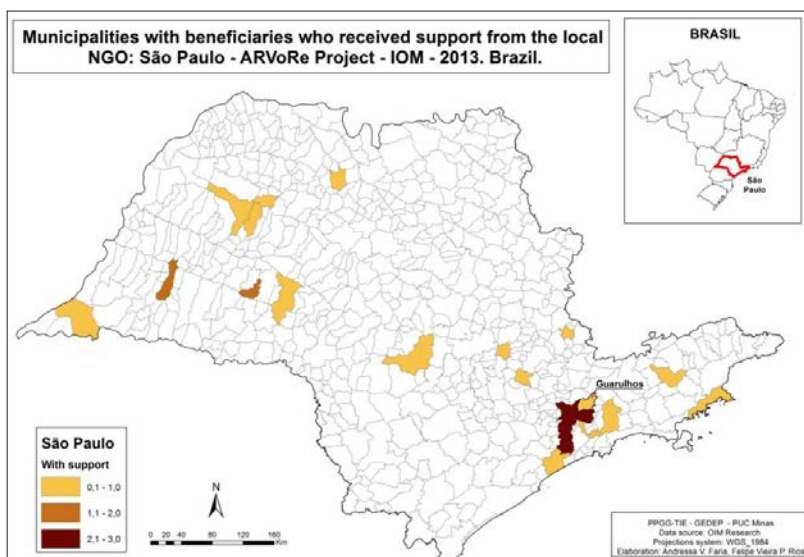 Municipalities with beneficiaries who received support from the local
NGO: São Paulo - ARVoRe Project - IOM - 2013. Brazil.
BRASIL
São
Paulo
Guarulhos
São Paulo
With support
0,1 - 1,0
1,1 - 2,0
2,1 - 3,0
N
0 20 40 80 120 160
Km
PPGG-TIE - GEDEP - PUC Minas
Data source: OIM Research
Projections system: WGS_1984
Elaboration: Andressa V. Faria, Felipe Vieira P. Rios